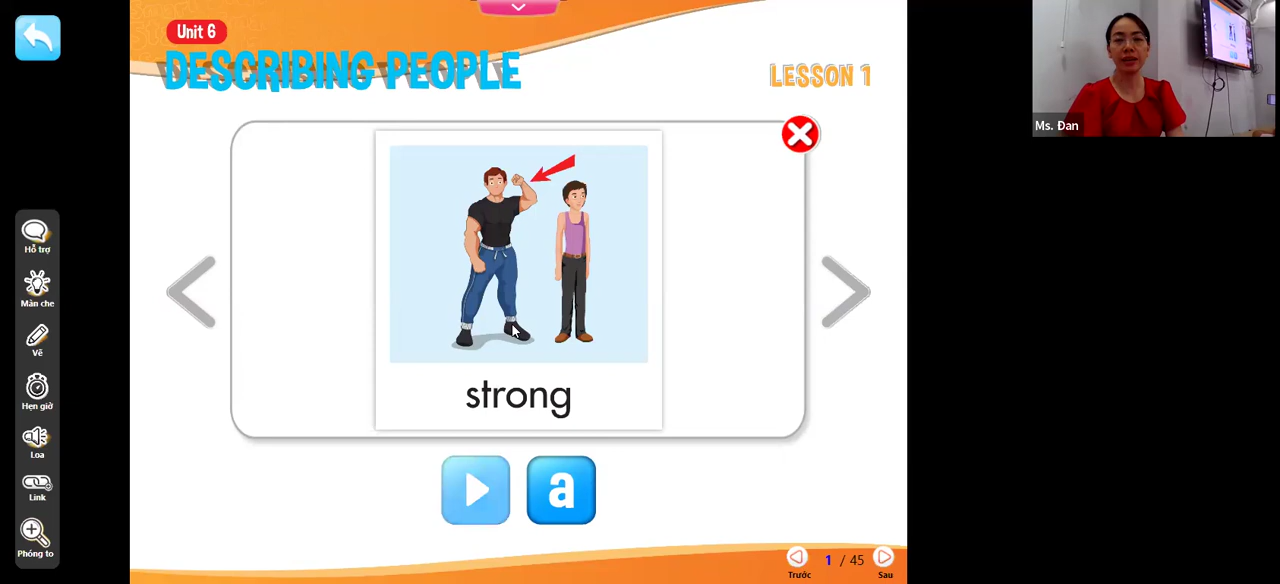 Unit 6
DESCRIBING PEOPLE
LESSON 1
Ms. Đan
strong
a
Hỗ trợ
Màn che
Vẽ
Hẹn giờ
Loa
Link
Phóng to
1 / 45
Trước
Sau